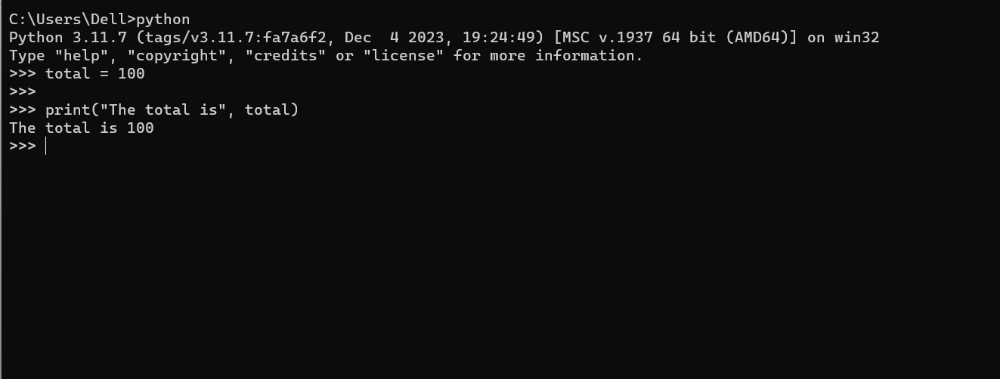 C:\Users\Dell>python
Python 3.11.7 (tags/v3.11.7:fa7a6f2, Dec  4 2023, 19:24:49) [MSC v.1937 64 bit (AMD64)] on win32
Type "help", "copyright", "credits" or "license" for more information.
>>> total = 100
>>>
>>> print("The total is", total)
The total is 100
>>>